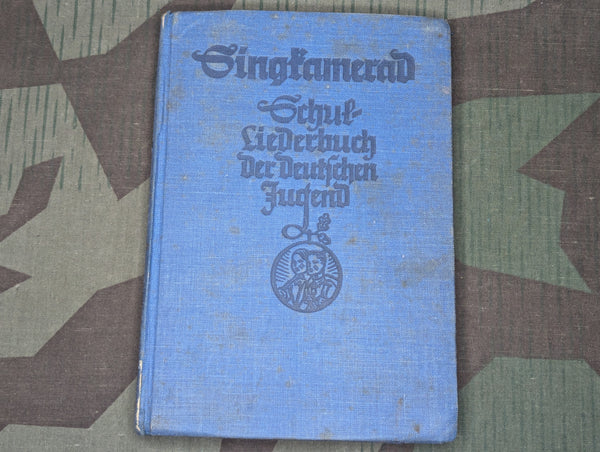 Singkamerad
Schul-
Liederbuch
Der Deutschen
Jugend